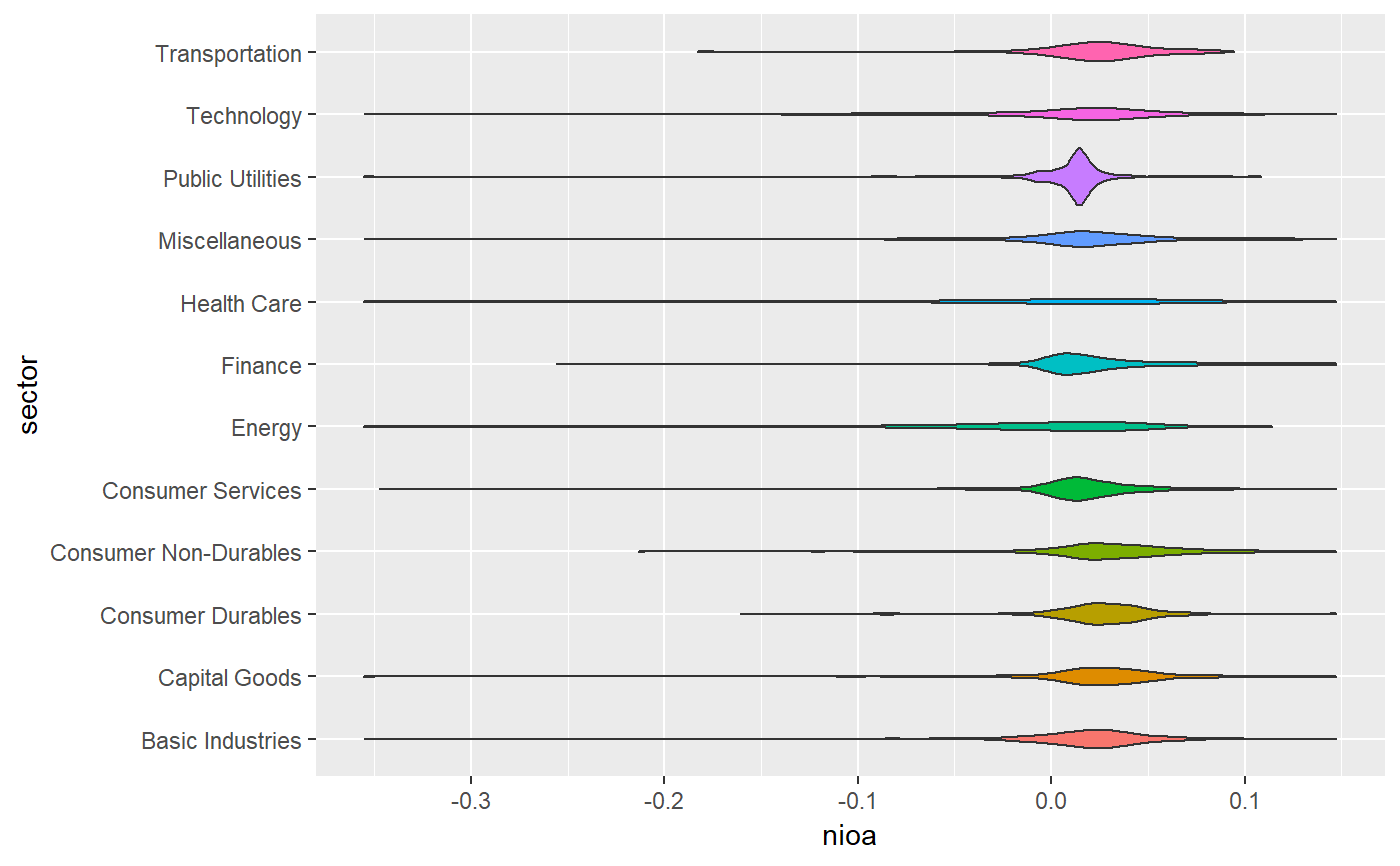 Transportation
Technology
Public Utilities
Miscellaneous
Health Care
Finance
Energy
Consumer Services
Consumer Non-Durables
Consumer Durables
Capital Goods
Basic Industries
sector
-0.3 -0.2 -0.1 0.0 0.1
nioa